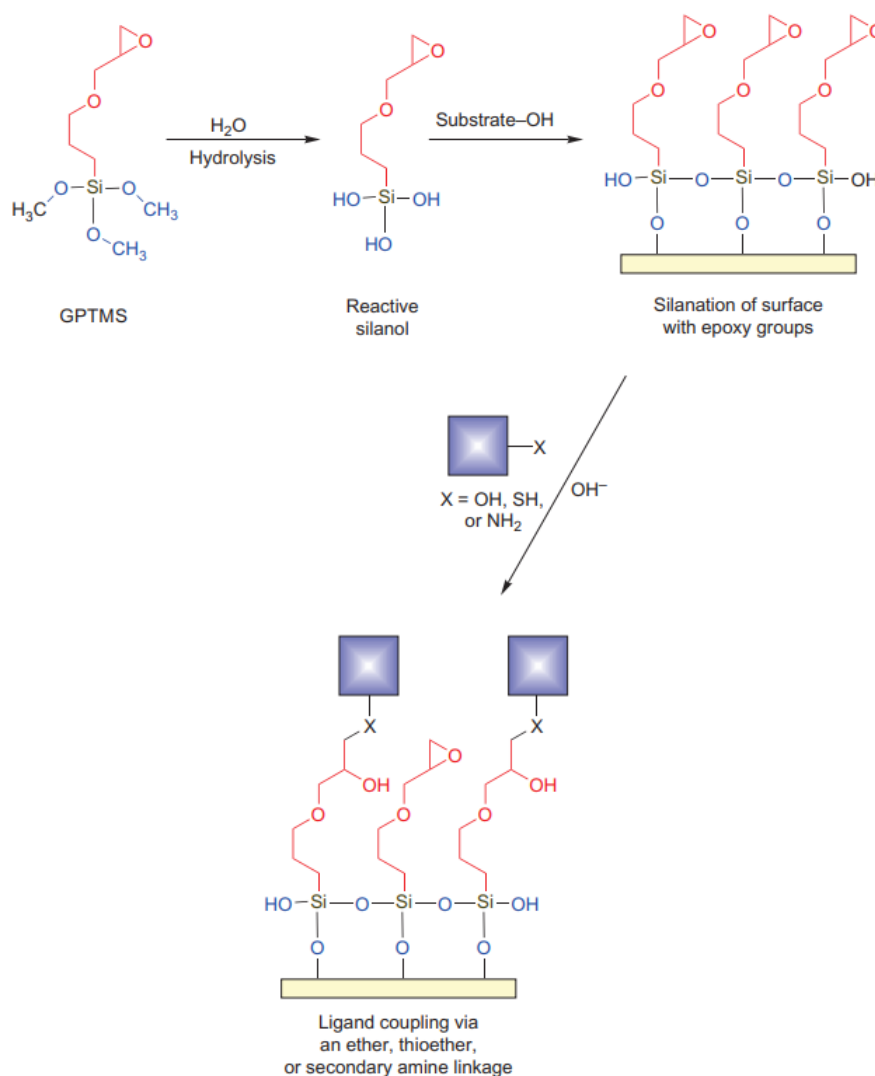 O
O
O
O
O
O
O
O
O
O
H2O
Hydrolysis
Substrate–OH
O
Si
O
H3C
O
CH3
O
CH3
HO
Si
OH
HO
HO
Si
O
Si
O
Si
OH
O
O
O
GPTMS
Reactive
silanol
Silanation of surface
with epoxy groups
X
X = OH, SH,
or NH2
OH–
X
X
O
OH
OH
O
O
O
HO
Si
O
Si
O
Si
OH
O
O
O
Ligand coupling via
an ether, thioether,
or secondary amine linkage